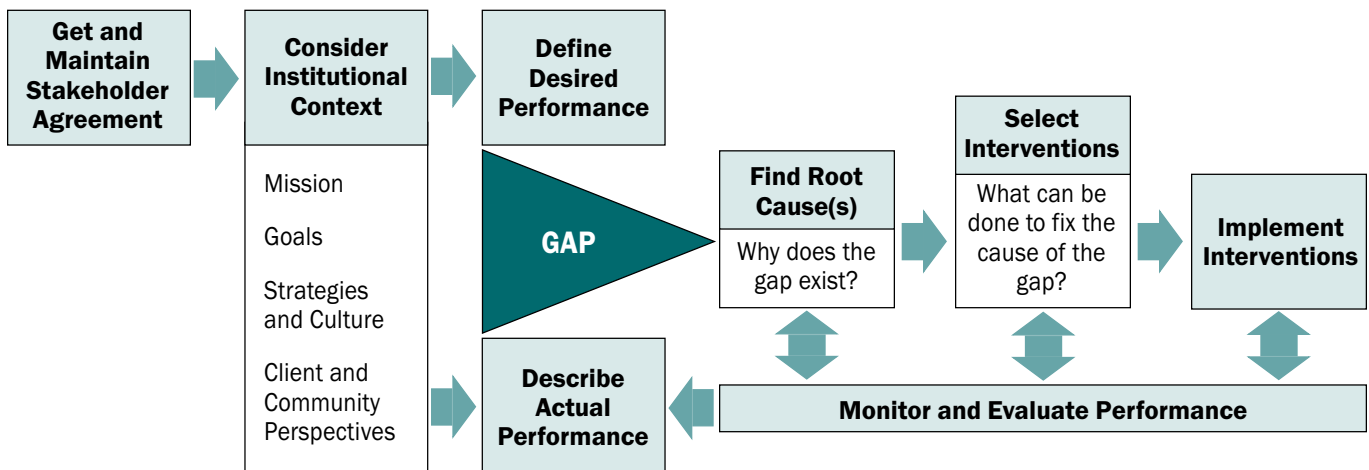 Get and
Maintain
Stakeholder
Agreement
Consider
Institutional
Context
Mission
Goals
Strategies
and Culture
Client and
Community
Perspectives
Define
Desired
Performance
GAP
Describe
Actual
Performance
Find Root
Cause(s)
Why does the
gap exist?
Select
Interventions
What can be
done to fix the
cause of the
gap?
Implement
Interventions
Monitor and Evaluate Performance